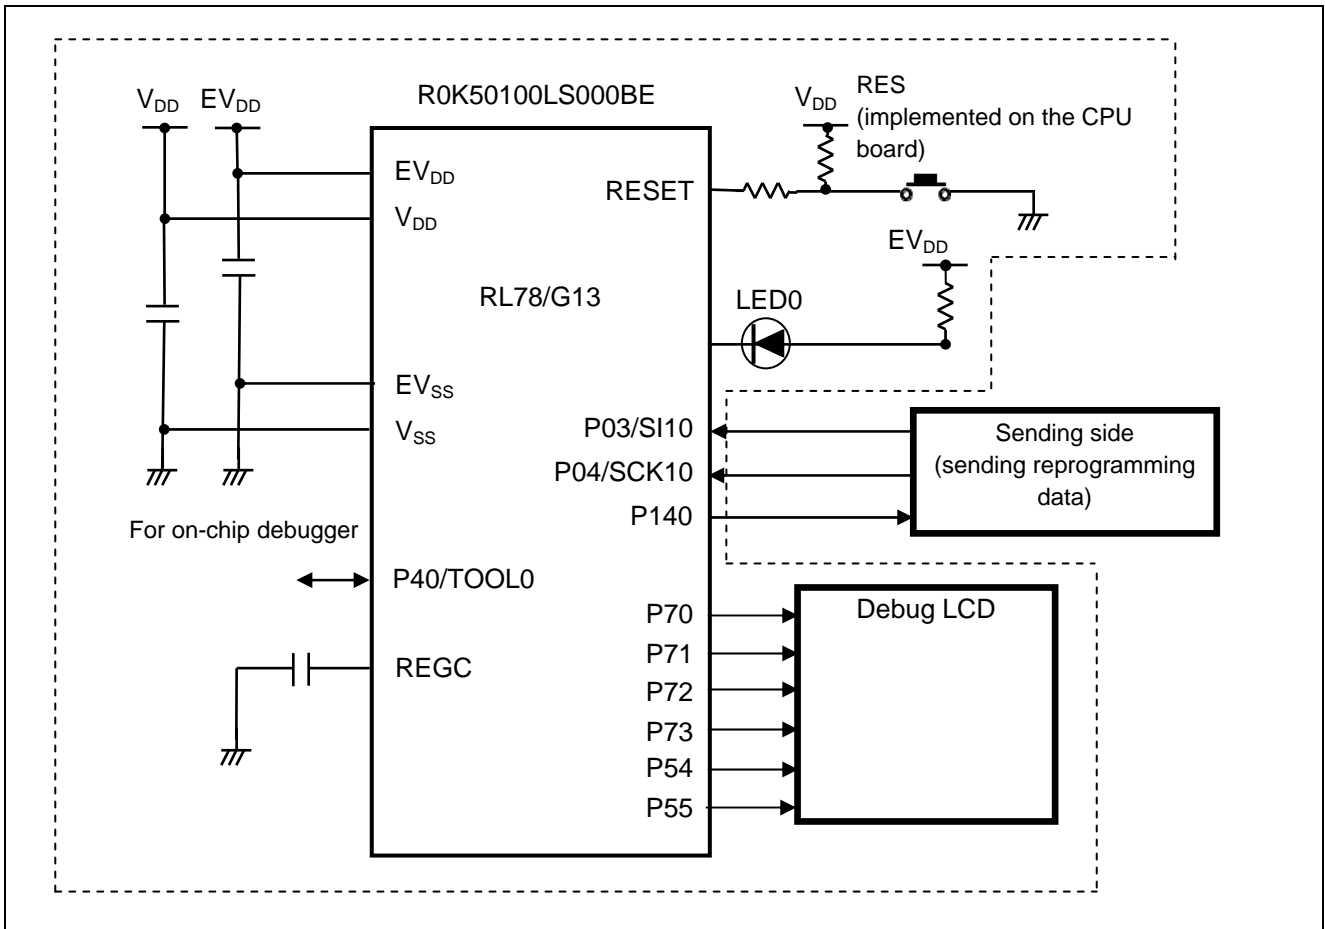 R0K50100LS000BE
VDD
EVDD
EVDD
VDD
RL78/G13
EVSS
VSS
For on-chip debugger
P40/TOOL0
REGC
RESET
VDD
RES
(implemented on the CPU
board)
EVDD
LED0
P03/SI10
P04/SCK10
P140
Sending side
(sending reprogramming
data)
P70
P71
P72
P73
P54
P55
Debug LCD